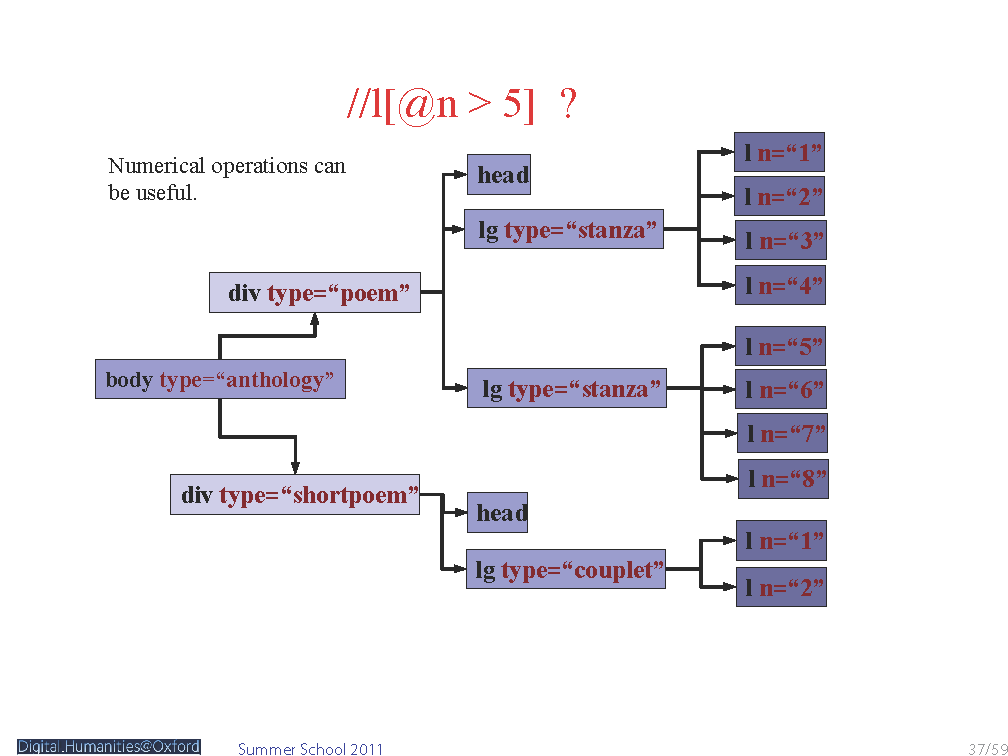 //l[@n > 5] ?
Numerical operations can
be useful.
head
lg type=“stanza”
l n=“1”
l n=“2”
l n=“3”
l n=“4”
div type=“poem”
body type=“anthology”
lg type=“stanza”
l n=“5”
l n=“6”
l n=“7”
l n=“8”
div type=“shortpoem”
head
lg type=“couplet”
l n=“1”
l n=“2”
Digital.Humanities@Oxford
Summer School 2011
37/59